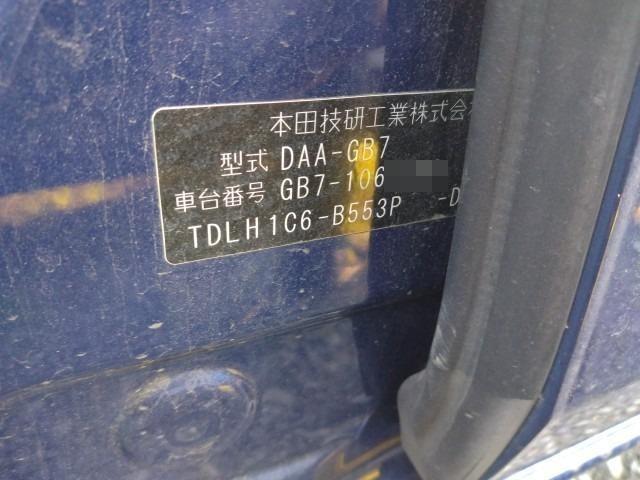 本田技研工業株式会
型式 DAA-GB7
車台番号 GB7-106
TDLH1C6-B553P -D